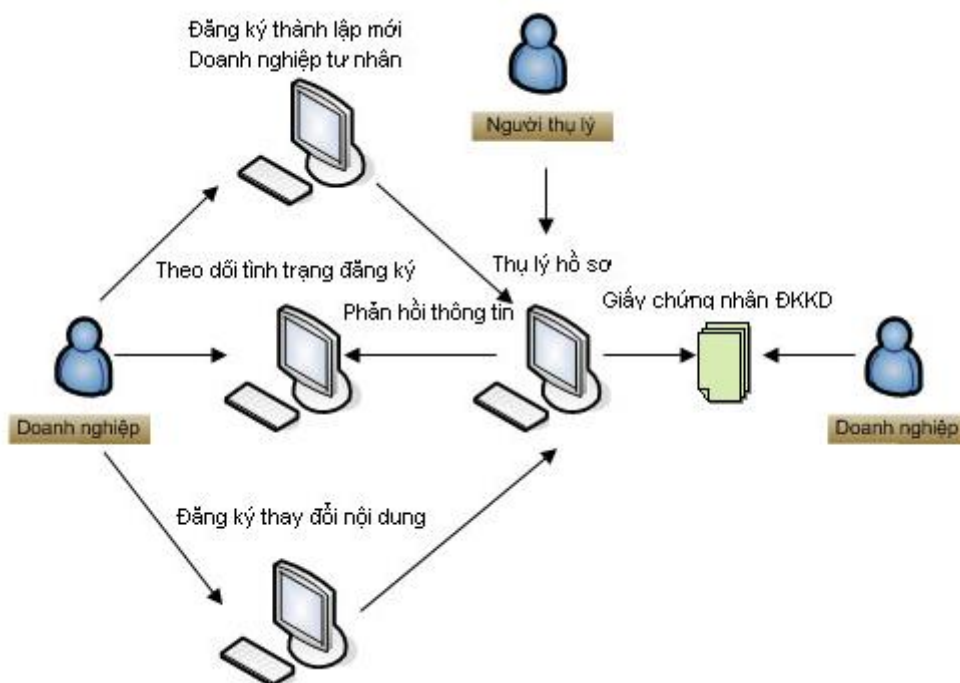 Đăng ký thành lập mới
Doanh nghiệp tư nhân
Người thụ lý
Theo dõi tình trạng đăng ký
Thụ lý hồ sơ
Phản hồi thông tin
Giấy chứng nhân ĐKKD
Doanh nghiệp
Doanh nghiệp
Đăng ký thay đổi nội dung